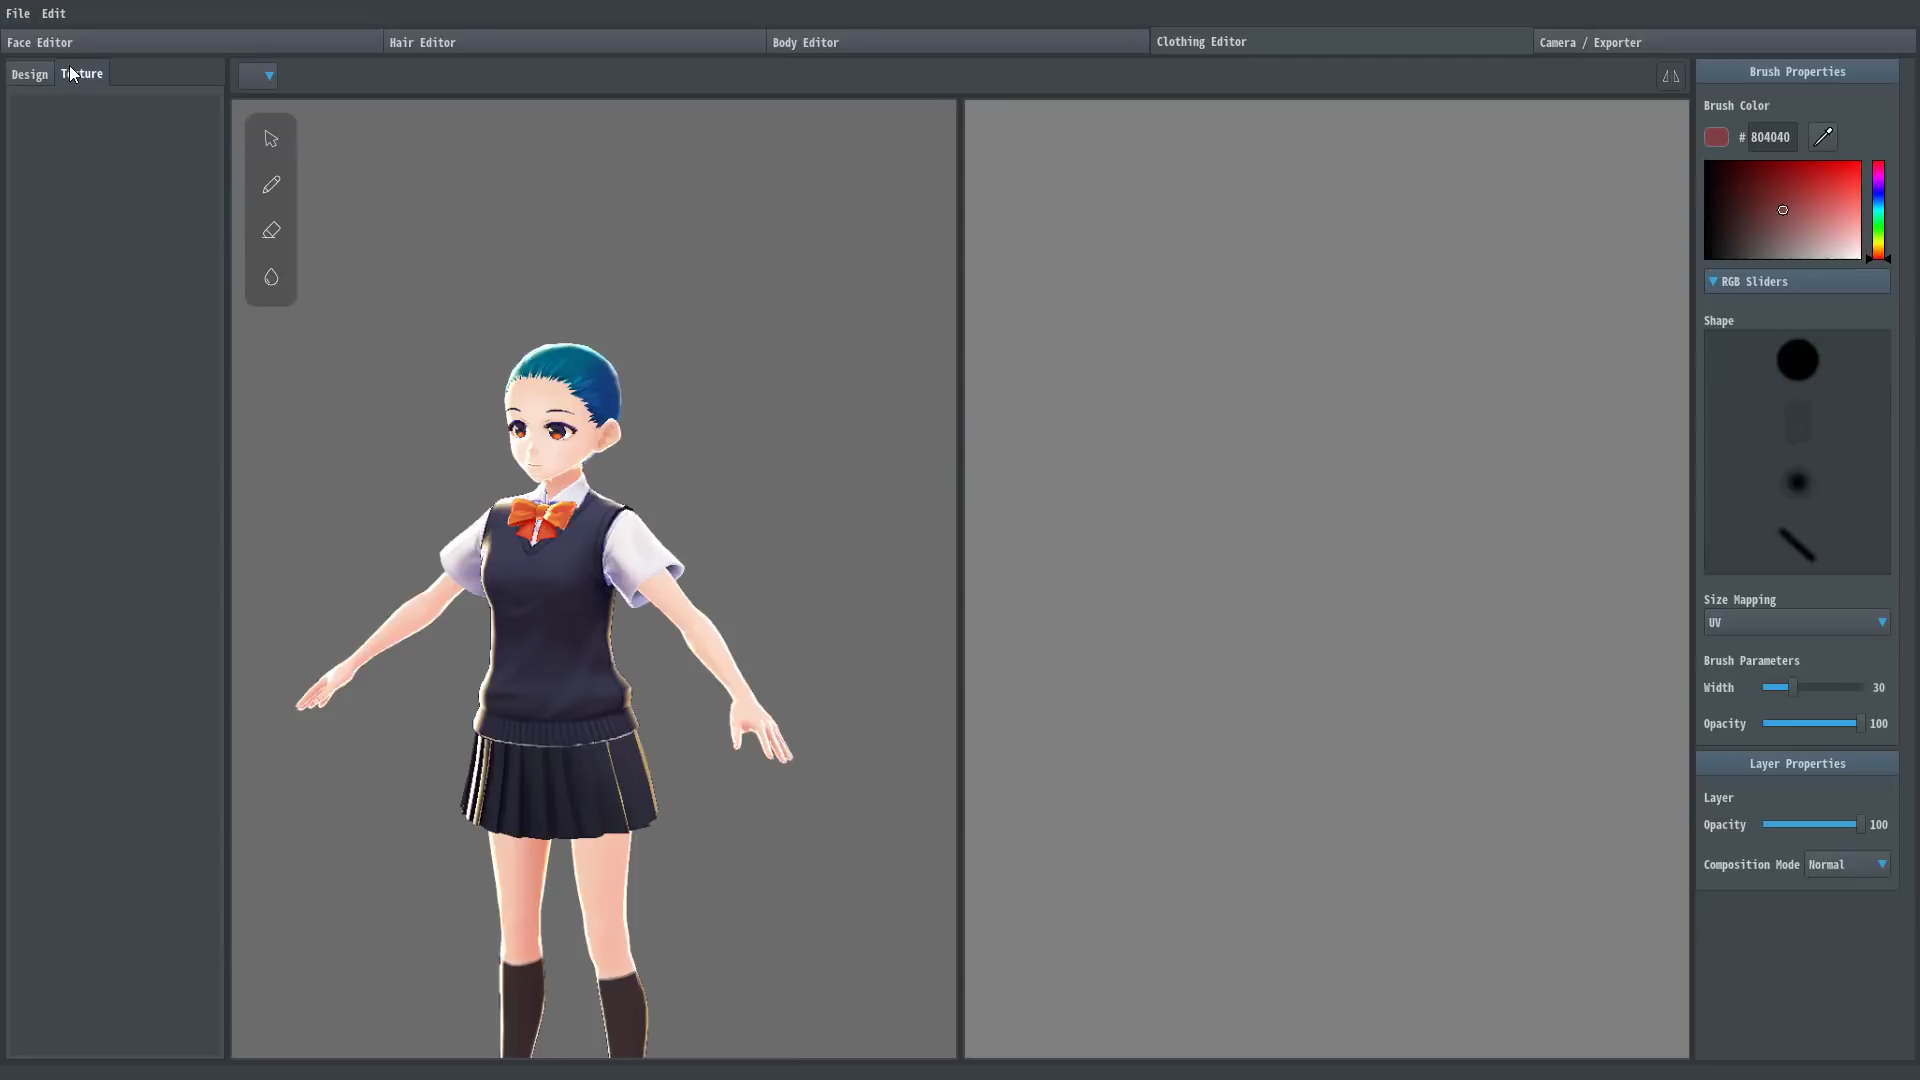 File Edit
Face Editor Hair Editor Body Editor Clothing Editor Camera / Exporter
Design Texture
Brush Properties
Brush Color
# 804040
RGB Sliders
Shape
Size Mapping
UV
Brush Parameters
Width 30
Opacity 100
Layer Properties
Layer
Opacity 100
Composition Mode Normal